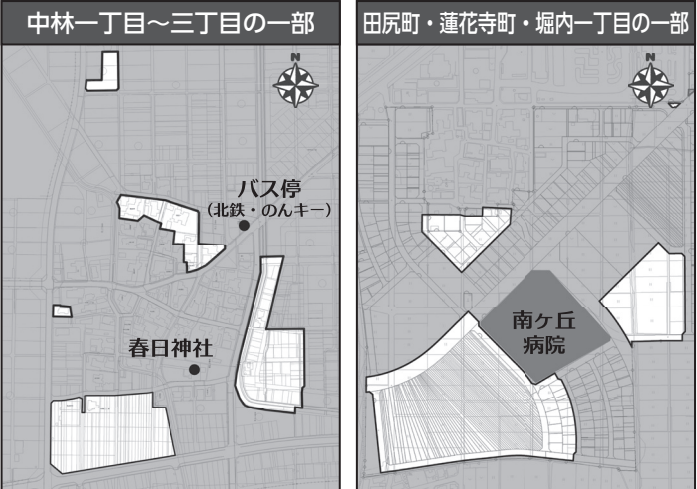 中林一丁目～三丁目の一部
N
バス停
（北鉄・のんキー）
春日神社
田尻町・蓮花寺町・堀内一丁目の一部
N
南ヶ丘
病院